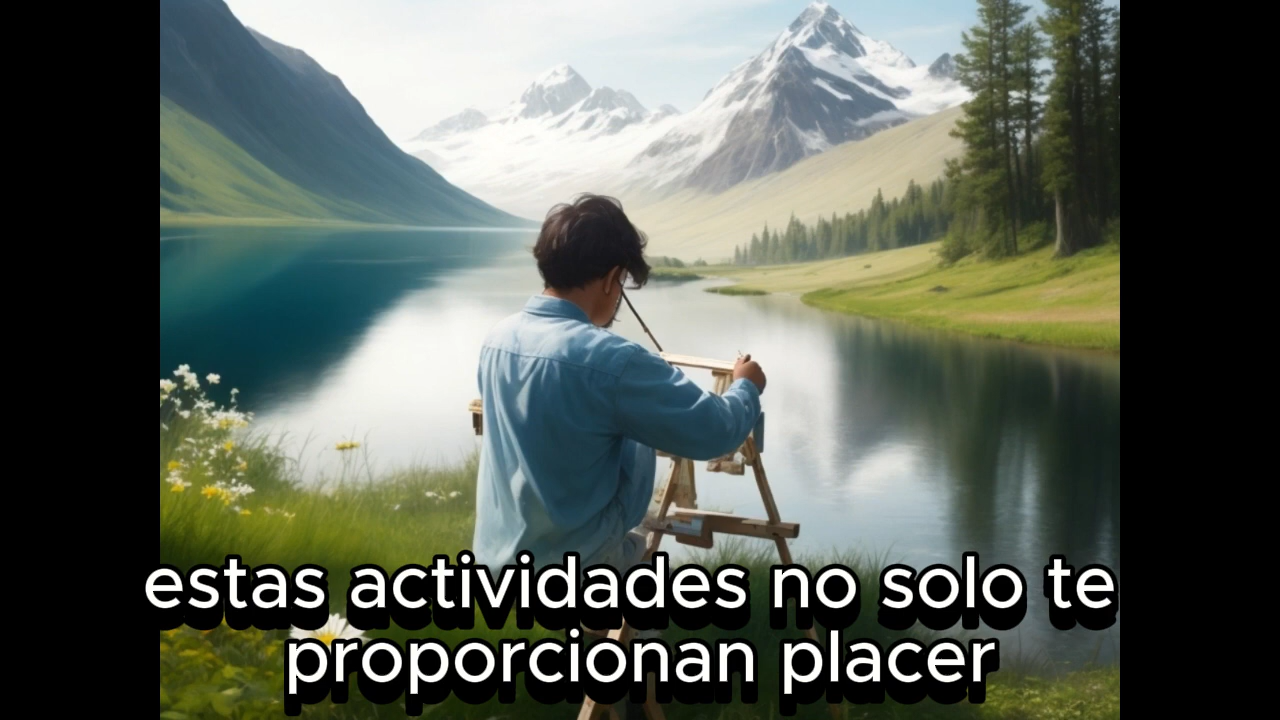 estas actividades no solo te
proporcionan placer